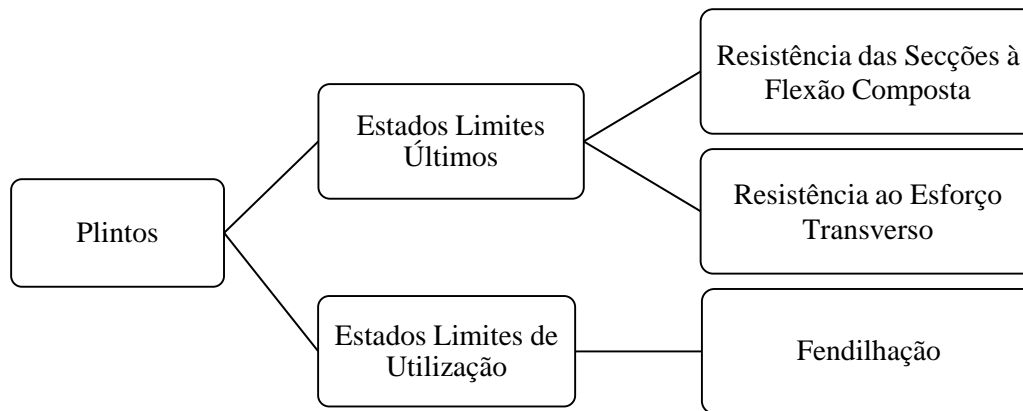 Plintos
Estados Limites
Últimos
Resistência das Secções à
Flexão Composta
Resistência ao Esforço
Transverso
Estados Limites de
Utilização
Fendilhação